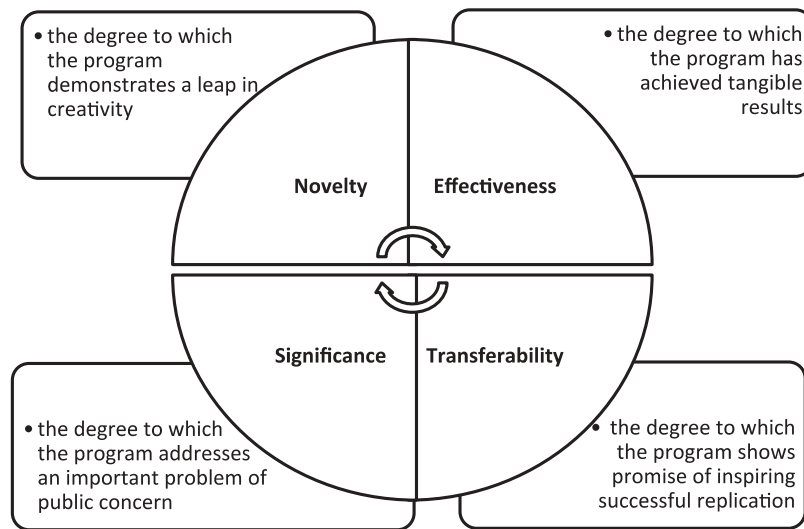 • the degree to which
the program
demonstrates a leap in
creativity
• the degree to which
the program has
achieved tangible
results
Novelty
Effectiveness
Significance
Transferability
• the degree to which
the program addresses
an important problem of
public concern
• the degree to which
the program shows
promise of inspiring
successful replication